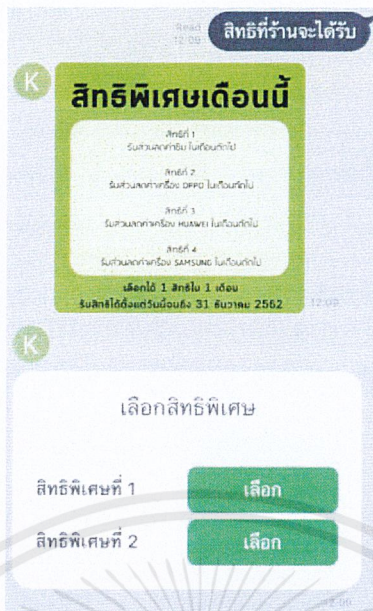 Read
12:09
สิทธิที่ร้านจะได้รับ
K
สิทธิพิเศษเดือนนี้
สิทธิที่ 1
รับส่วนลดค่าซิม ในเดือนถัดไป
สิทธิที่ 2
รับส่วนลดค่าเครื่อง OPPO ในเดือนถัดไป
สิทธิที่ 3
รับส่วนลดค่าเครื่อง HUAWEI ในเดือนถัดไป
สิทธิที่ 4
รับส่วนลดค่าเครื่อง SAMSUNG ในเดือนถัดไป
เลือกได้ 1 สิทธิใน 1 เดือน
รับสิทธิได้ตั้งแต่วันนี้จนถึง 31 ธันวาคม 2562
12:09
K
เลือกสิทธิพิเศษ
สิทธิพิเศษที่ 1 เลือก
สิทธิพิเศษที่ 2 เลือก